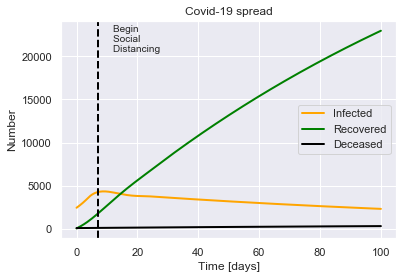 Covid-19 spread
Begin
Social
Distancing
20000
15000
10000
5000
0
Number
Infected
Recovered
Deceased
0
20
40
60
80
100
Time [days]